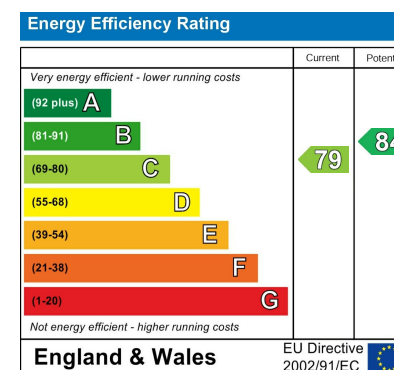 Energy Efficiency Rating
Current
Very energy efficient - lower running costs
(92 plus) A
(81-91) B
(69-80) C
(55-68) D
(39-54) E
(21-38) F
(1-20) G
79
Not energy efficient - higher running costs
England & Wales
EU Directive
2002/91/EC